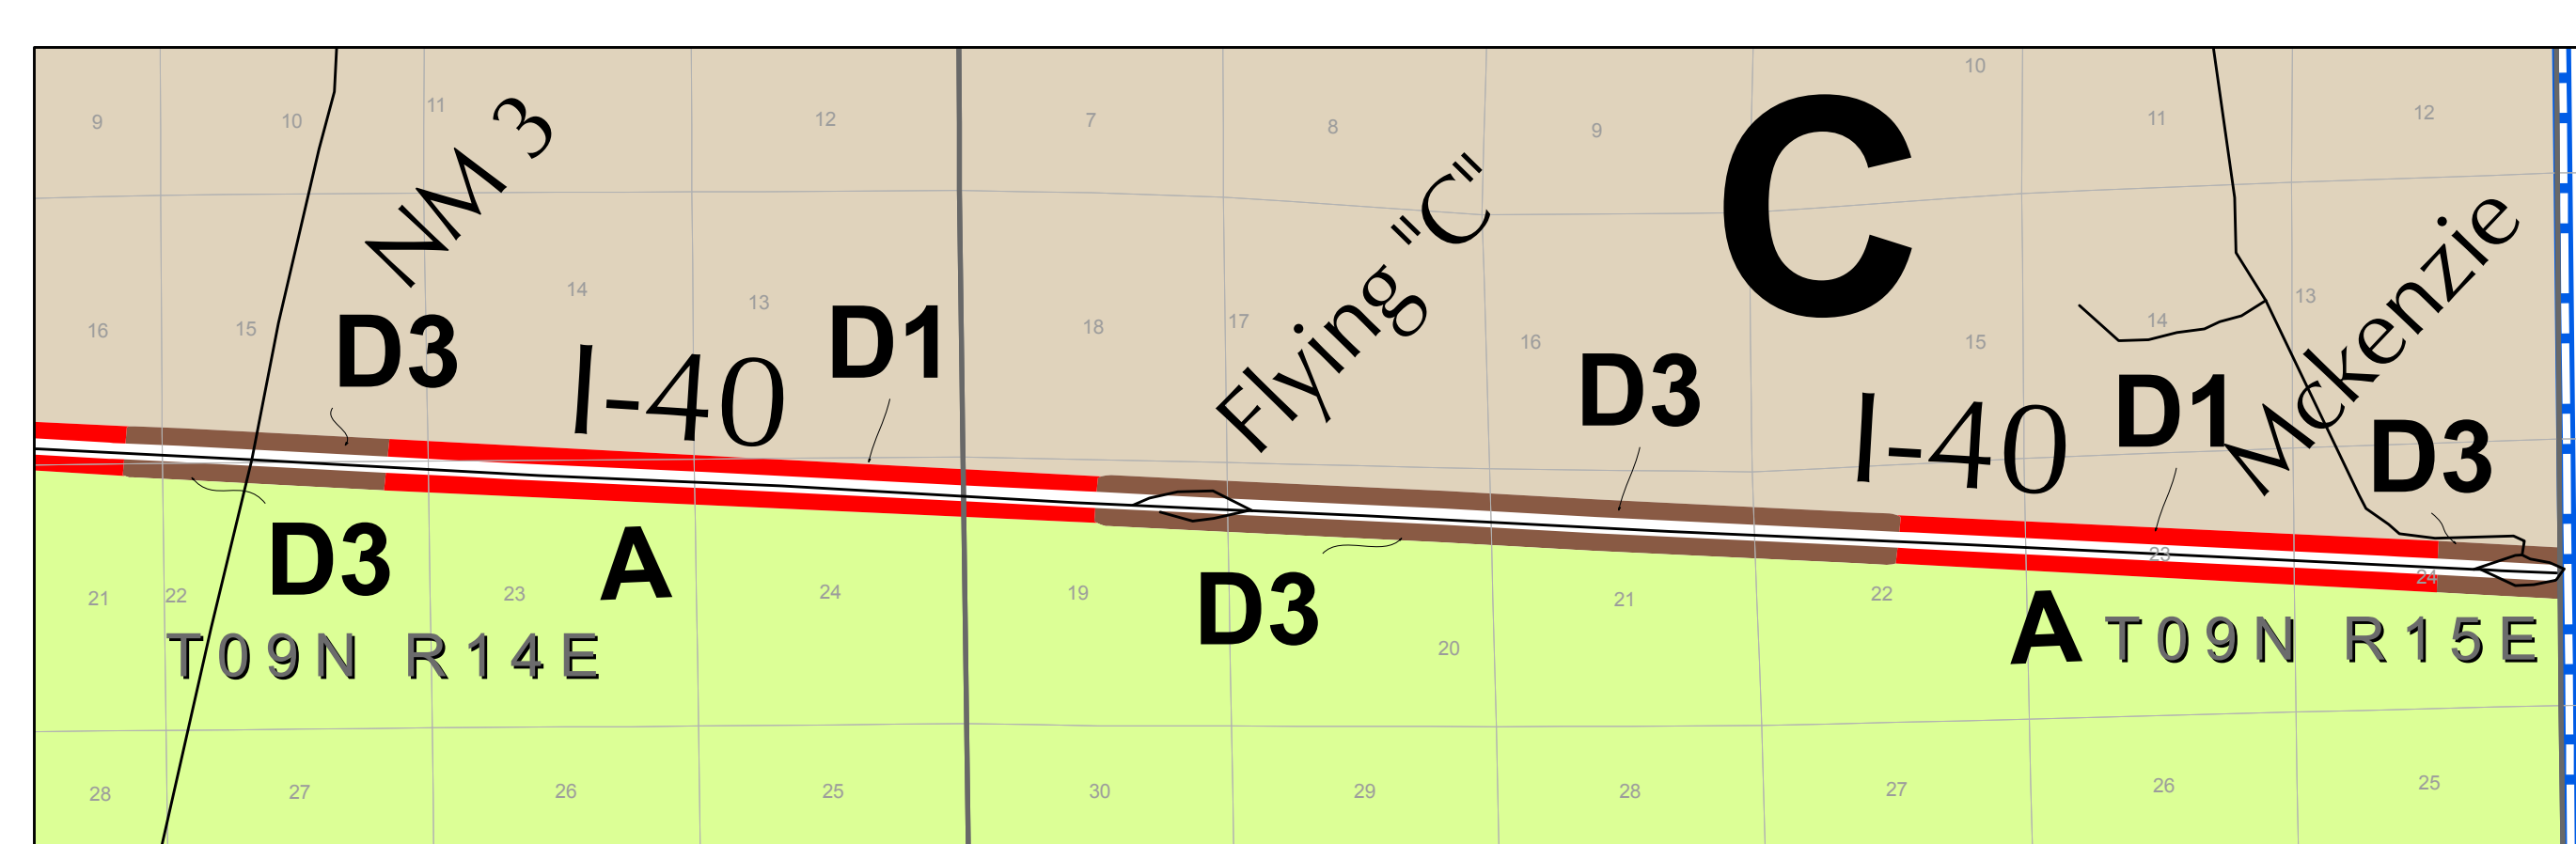 10
9 10 11 12 7 8 9 11 12
NM 3
C
Flying "C"
Mckenzie
14 13 13
16 15 18 17 16 15 14
D3 I-40 D1 D3 I-40 D1 D3
23
24
D3 A D3 A
21 22 23 24 19 21 22
20
T09N R14E T09N R15E
28 27 26 25 30 29 28 27 26 25